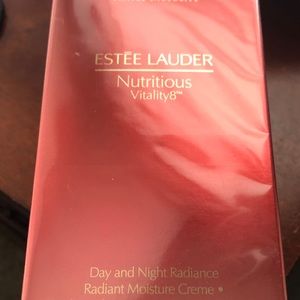 ESTĒE LAUDER
Nutritious
Vitality8™
Day and Night Radiance
Radiant Moisture Creme •